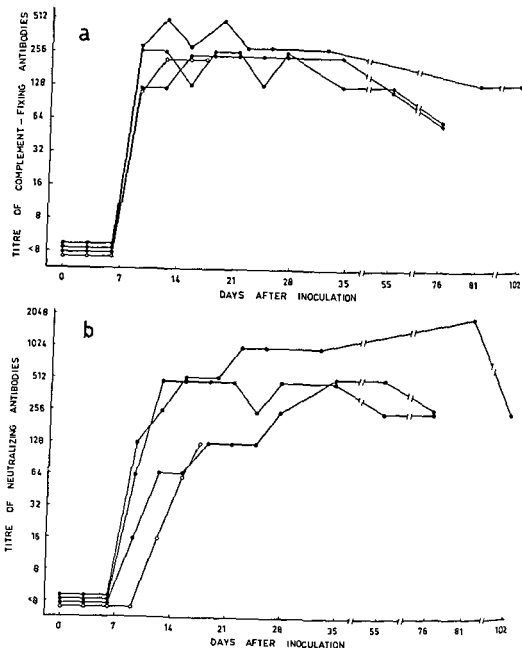 a
TITRE OF COMPLEMENT-FIXING ANTIBODIES
512
256
128
64
32
16
8
<8
0 7 14 21 28 35 55 76 81 102
DAYS AFTER INOCULATION
b
TITRE OF NEUTRALIZING ANTIBODIES
2048
1024
512
256
128
64
32
16
8
<8
0 7 14 21 28 35 55 76 81 102
DAYS AFTER INOCULATION